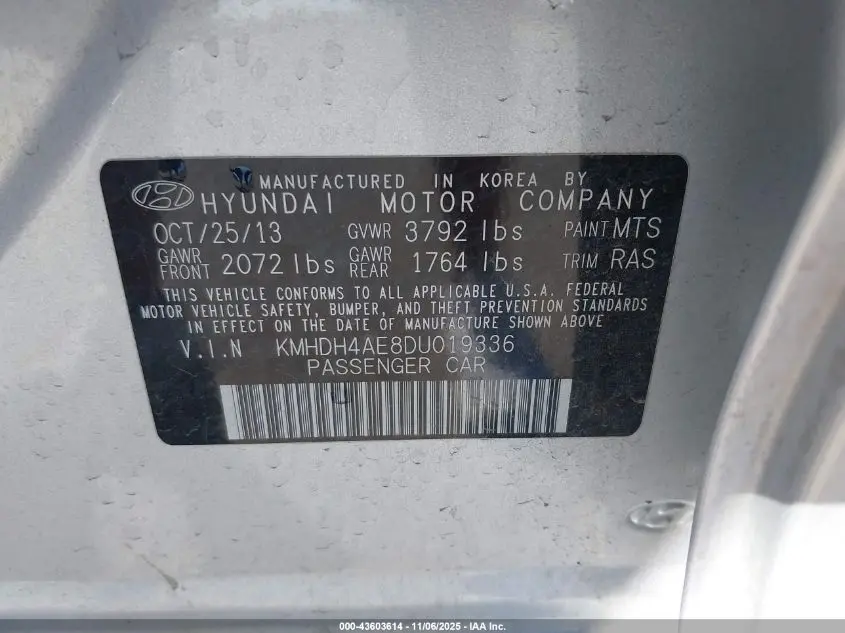 MANUFACTURED IN KOREA BY
HYUNDAI MOTOR COMPANY
OCT/25/13 GVWR 3792 lbs PAINT MTS
GAWR FRONT 2072 lbs GAWR REAR 1764 lbs TRIM RAS
THIS VEHICLE CONFORMS TO ALL APPLICABLE U.S.A. FEDERAL
MOTOR VEHICLE SAFETY, BUMPER, AND THEFT PREVENTION STANDARDS
IN EFFECT ON THE DATE OF MANUFACTURE SHOWN ABOVE
V.I.N KMHDH4AE8DU019336
PASSENGER CAR
000-43603614 - 11/06/2025 - IAA Inc.